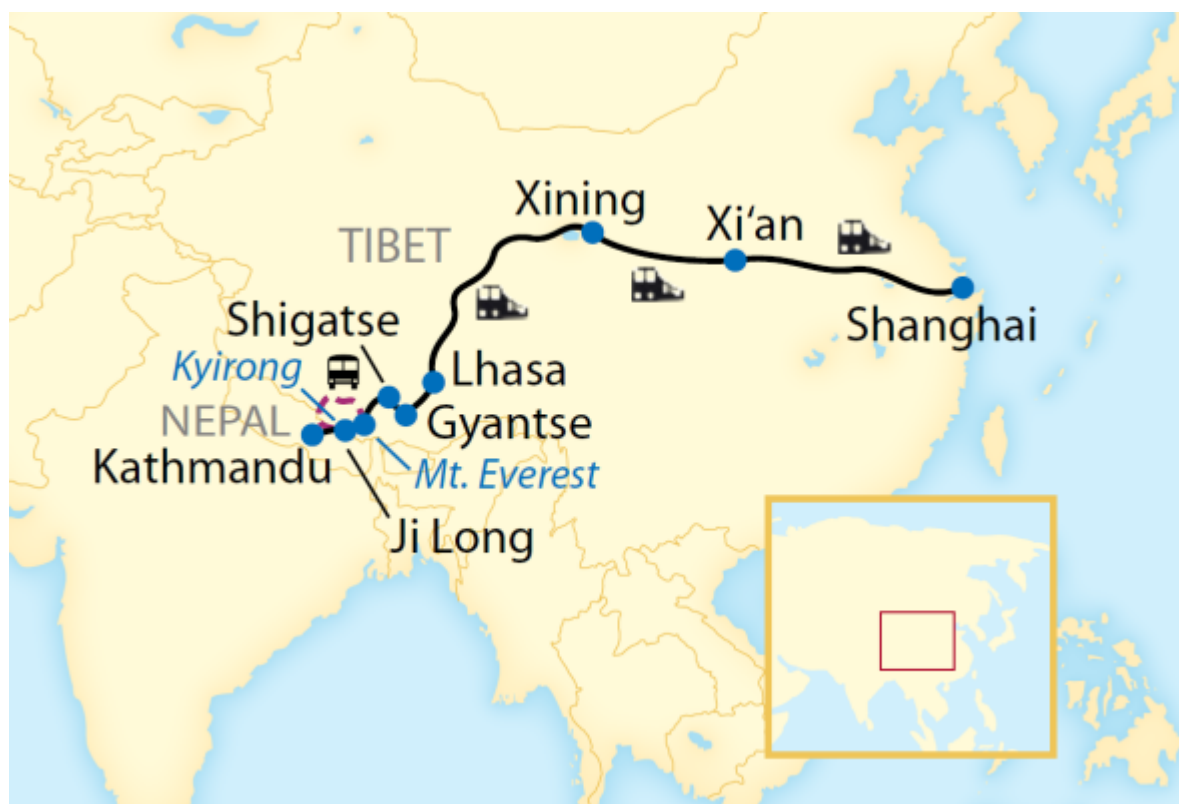 Xining
Xi‘an
TIBET
Shigatse
Shanghai
Kyirong
Lhasa
NEPAL
Gyantse
Kathmandu
Mt. Everest
Ji Long